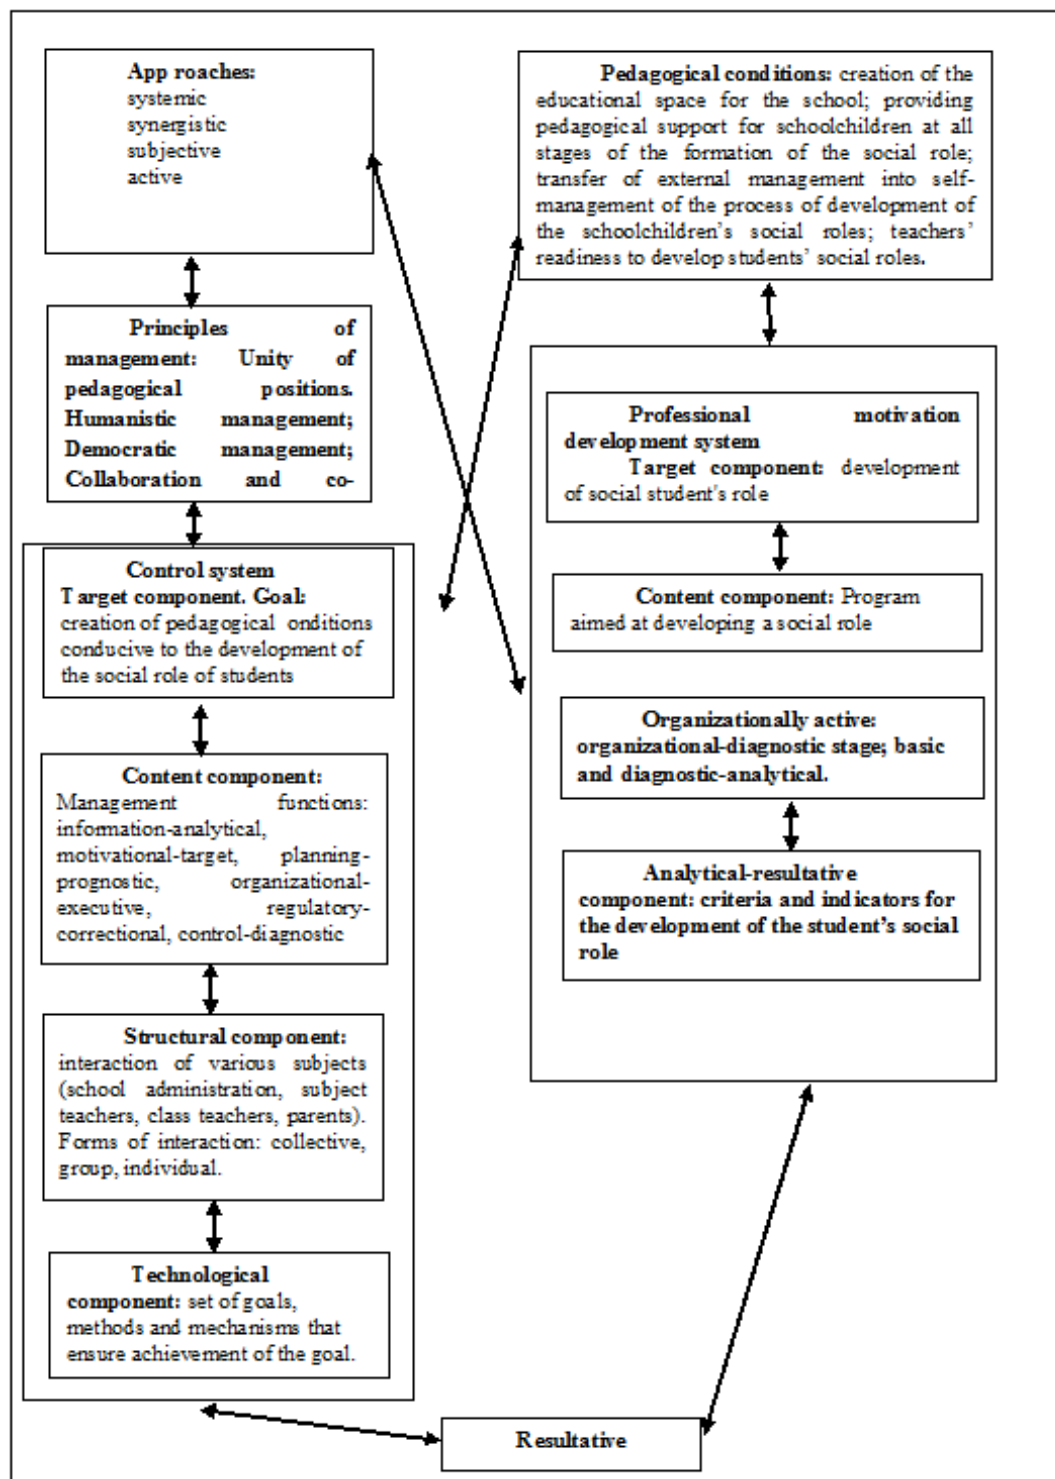 App roaches:
systemic
synergistic
subjective
active
Principles of
management: Unity of
pedagogical positions.
Humanistic management;
Democratic management;
Collaboration and co-
Control system
Target component. Goal:
creation of pedagogical onditions
conducive to the development of
the social role of students
Content component:
Management functions:
information-analytical,
motivational-target, planning-
prognostic, organizational-
executive, regulatory-
correctional, control-diagnostic
Structural component:
interaction of various subjects
(school administration, subject
teachers, class teachers, parents).
Forms of interaction: collective,
group, individual.
Technological
component: set of goals,
methods and mechanisms that
ensure achievement of the goal.
Pedagogical conditions: creation of the
educational space for the school; providing
pedagogical support for schoolchildren at all
stages of the formation of the social role;
transfer of external management into self-
management of the process of development of
the schoolchildren's social roles; teachers'
readiness to develop students' social roles.
Professional motivation
development system
Target component: development
of social student's role
Content component: Program
aimed at developing a social role
Organizationally active:
organizational-diagnostic stage; basic
and diagnostic-analytical.
Analytical-resultative
component: criteria and indicators for
the development of the student's social
role
Resultative